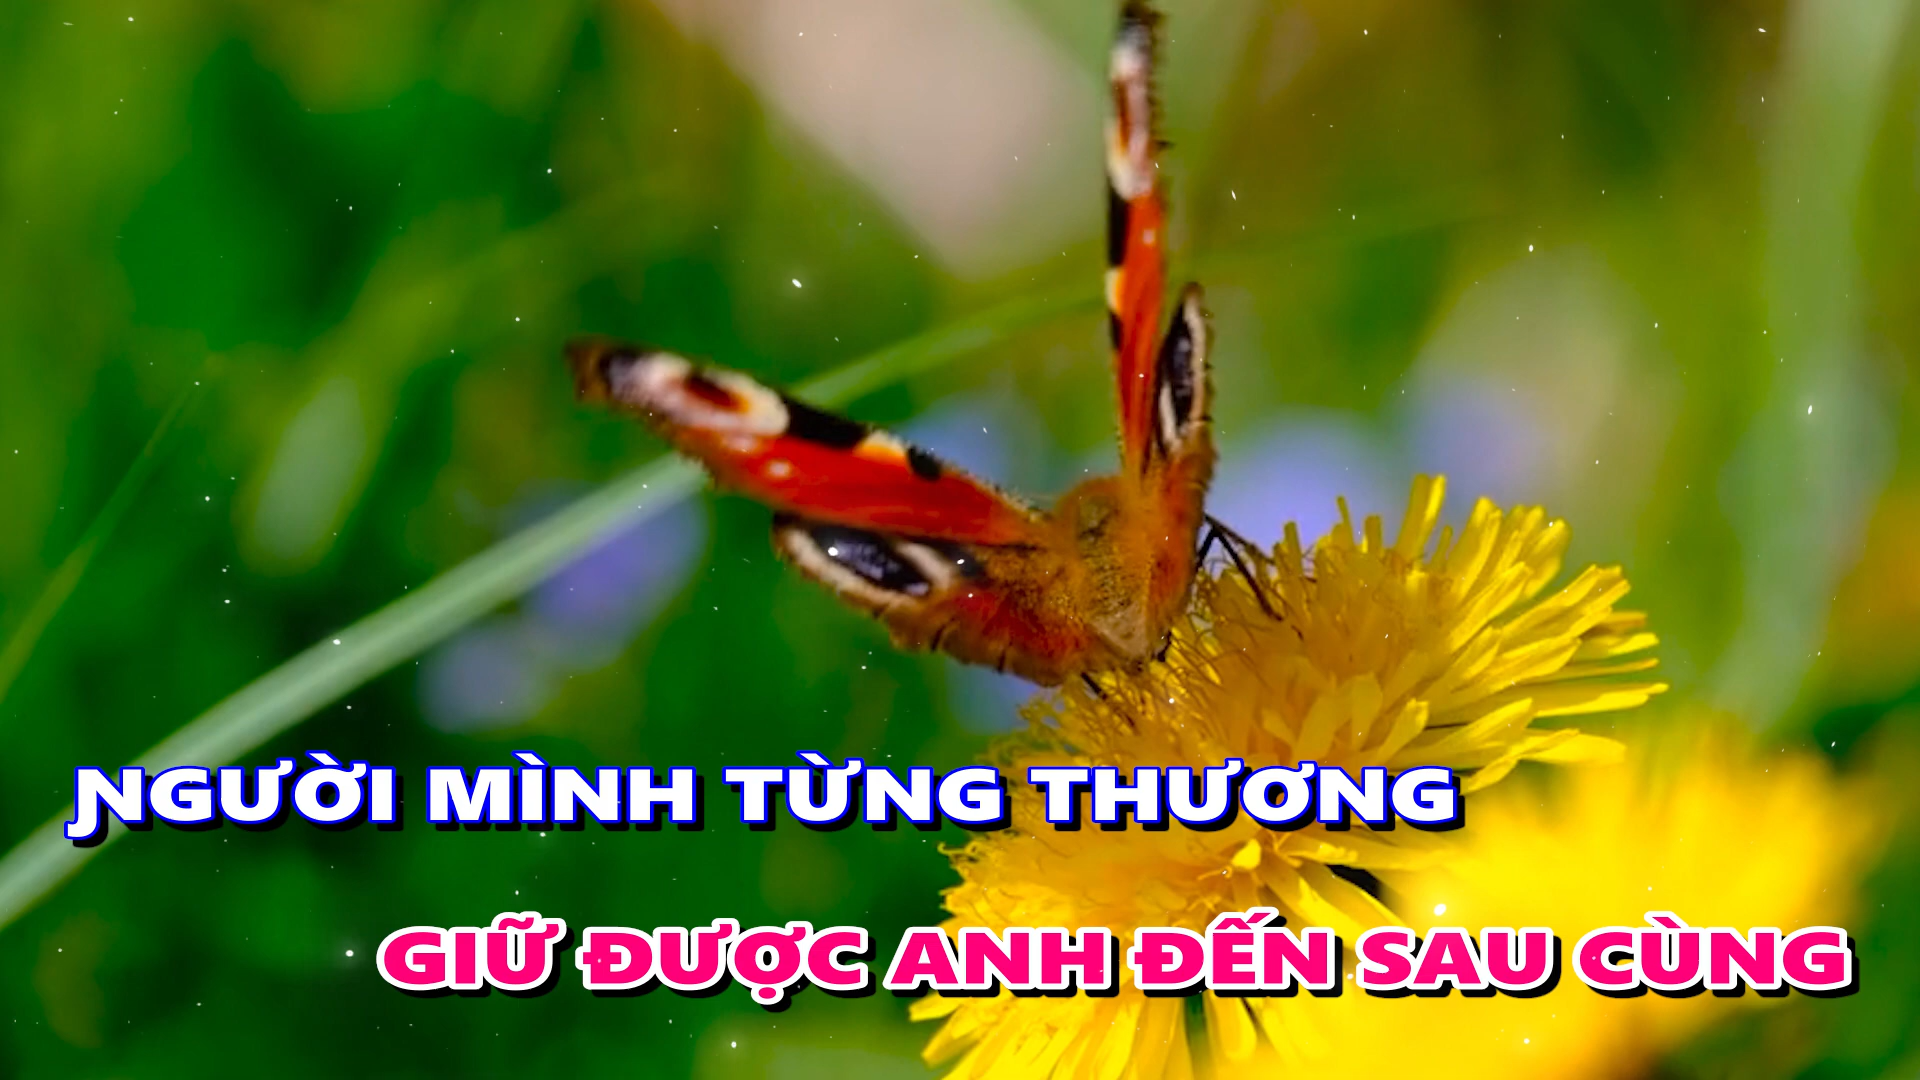 NGƯỜI MÌNH TỪNG THƯƠNG
GIỮ ĐƯỢC ANH ĐẾN SAU CÙNG